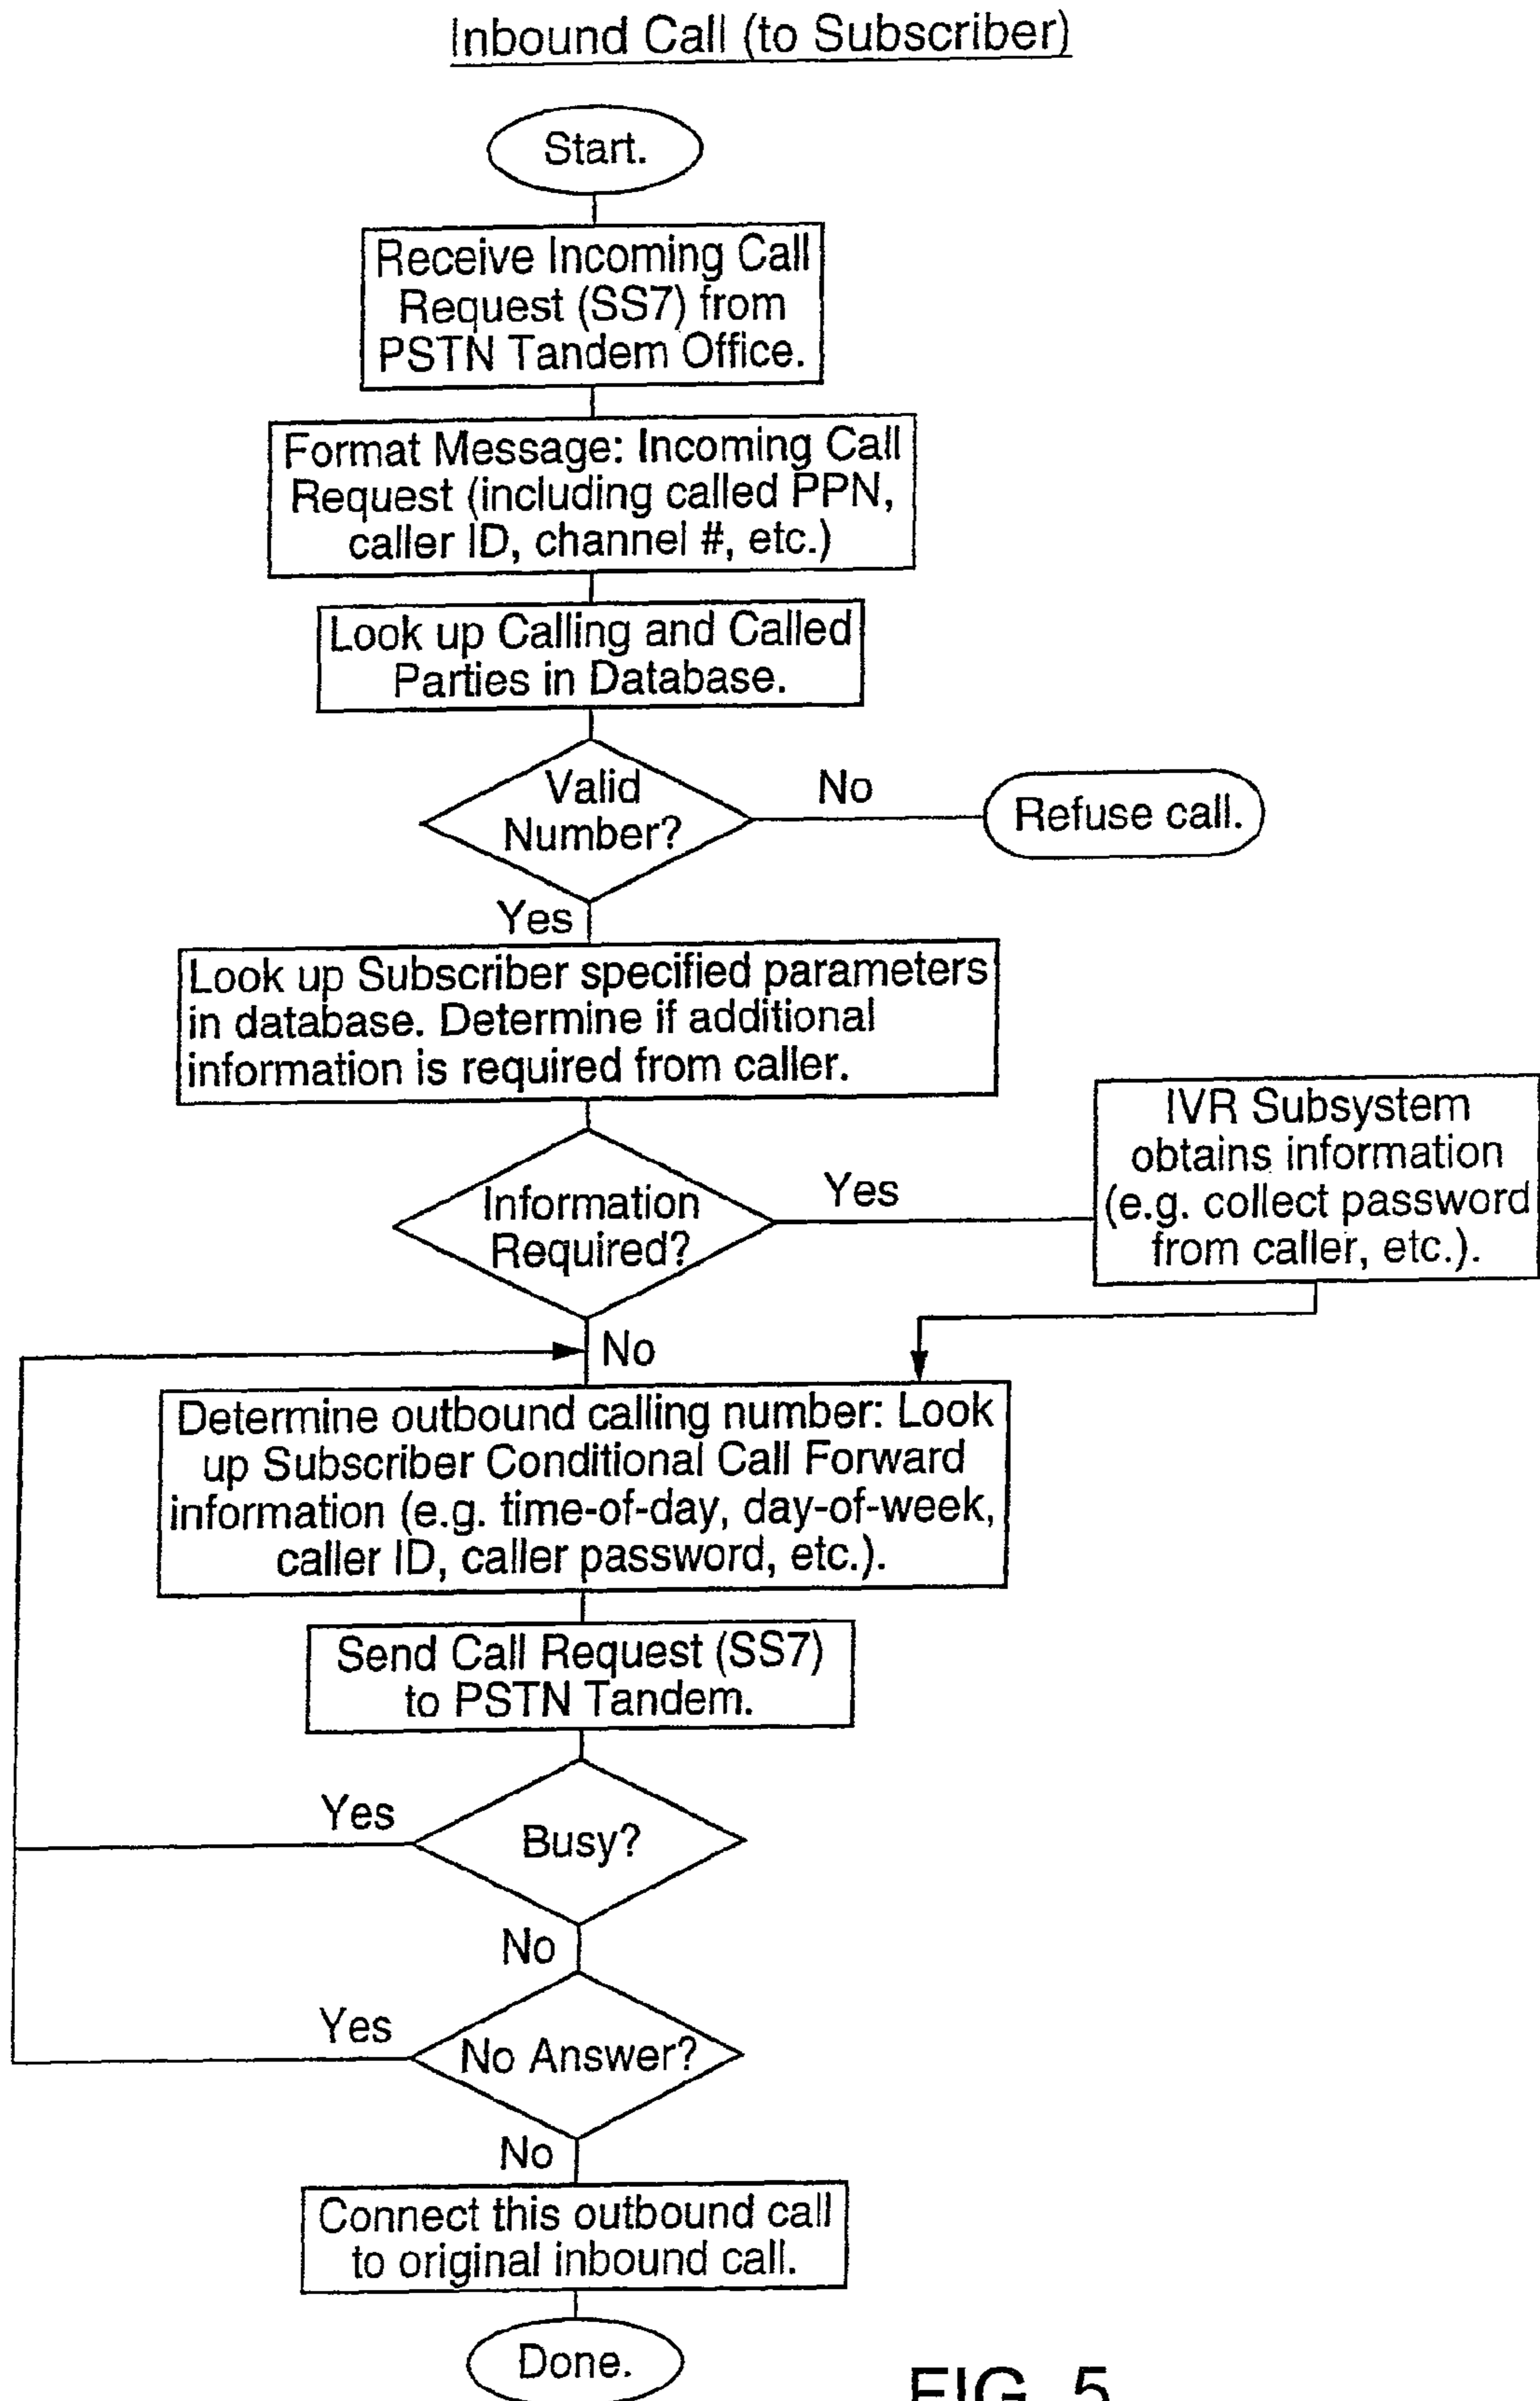 Inbound Call (to Subscriber)
Start.
Receive Incoming Call
Request (SS7) from
PSTN Tandem Office.
Format Message: Incoming Call
Request (including called PPN,
caller ID, channel #, etc.)
Look up Calling and Called
Parties in Database.
Valid
Number?
No
Refuse call.
Yes
Look up Subscriber specified parameters
in database. Determine if additional
information is required from caller.
Information
Required?
Yes
IVR Subsystem
obtains information
(e.g. collect password
from caller, etc.).
No
Determine outbound calling number: Look
up Subscriber Conditional Call Forward
information (e.g. time-of-day, day-of-week,
caller ID, caller password, etc.).
Send Call Request (SS7)
to PSTN Tandem.
Busy?
Yes
No
No Answer?
Yes
No
Connect this outbound call
to original inbound call.
Done.
FIG. 5